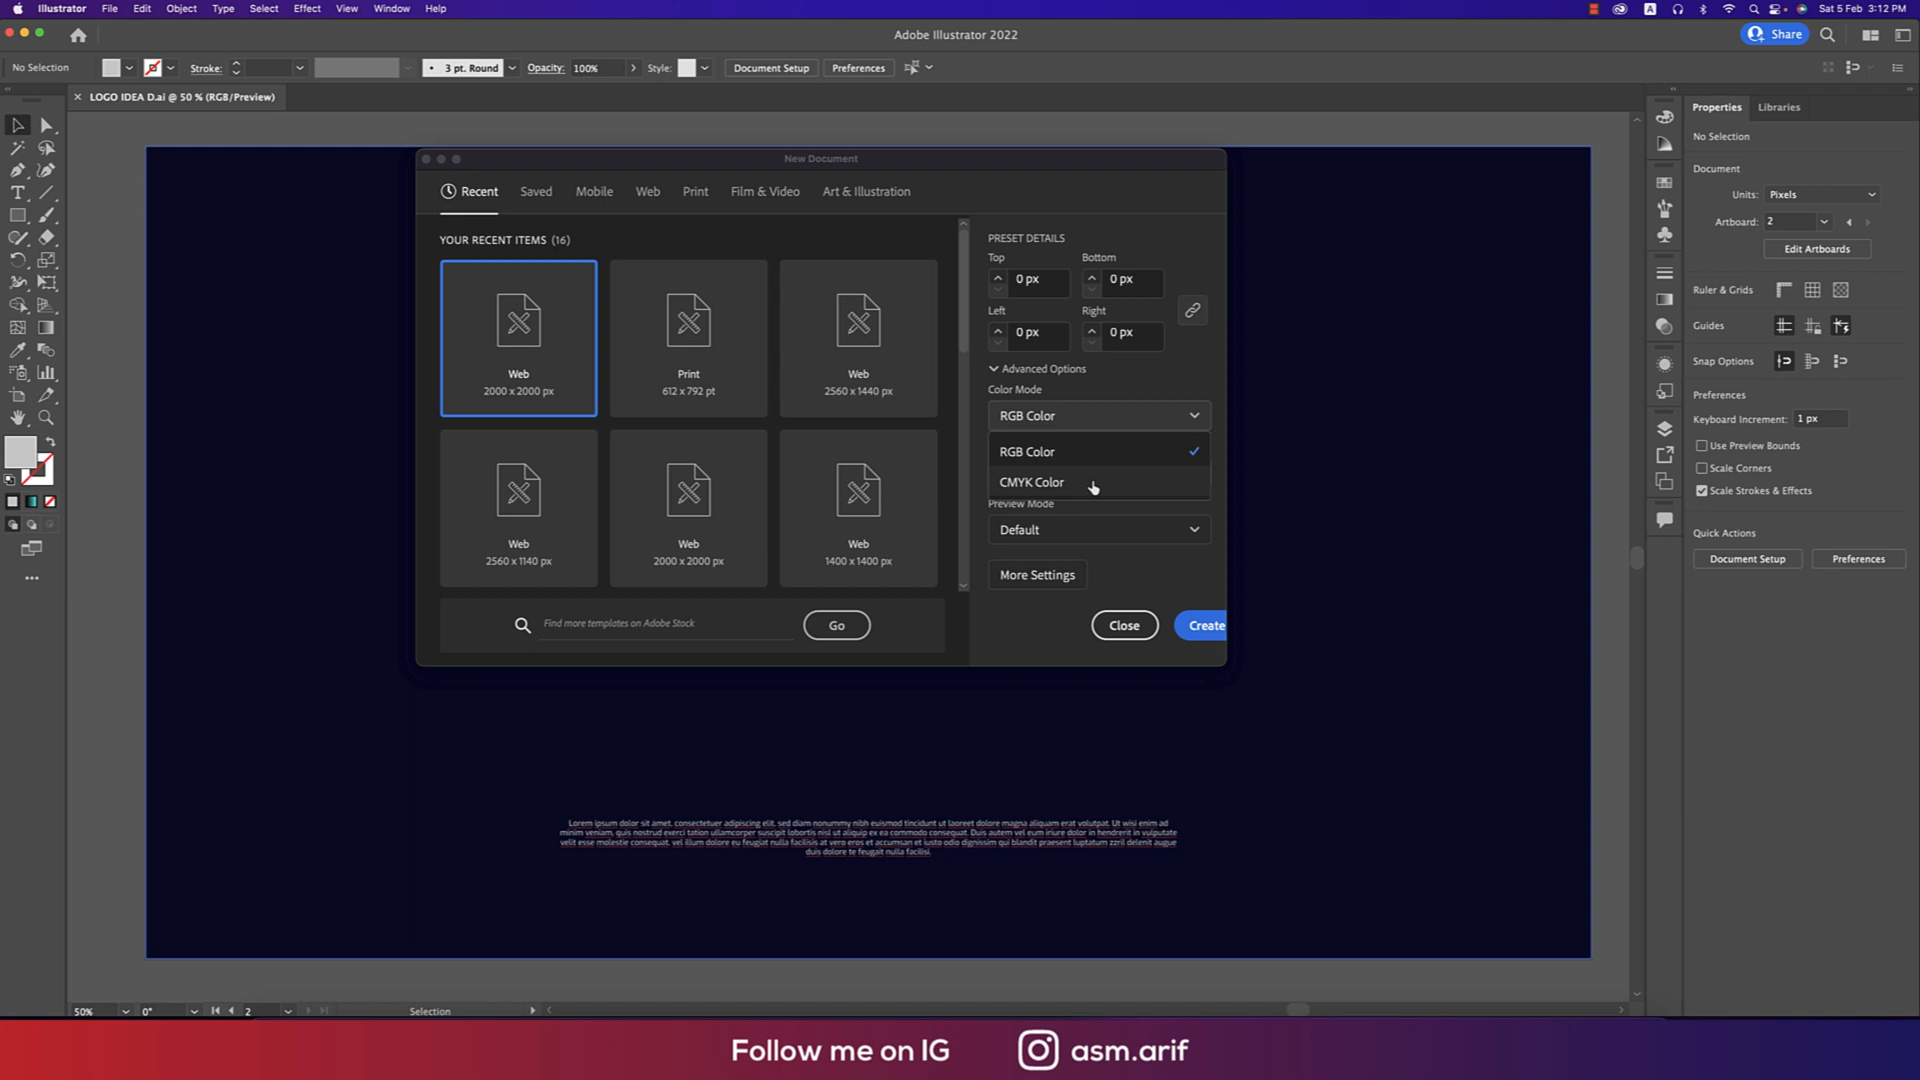 Illustrator File Edit Object Type Select Effect View Window Help
A Sat 5 Feb 3:12 PM
Adobe Illustrator 2022
Share
No Selection Stroke: 3 pt. Round Opacity: 100% Style: Document Setup Preferences
× LOGO IDEA D.ai @ 50 % (RGB/Preview)
New Document
Recent Saved Mobile Web Print Film & Video Art & Illustration
YOUR RECENT ITEMS (16)
Web
2000 x 2000 px
Print
612 x 792 pt
Web
2560 x 1440 px
Web
2560 x 1140 px
Web
2000 x 2000 px
Web
1400 x 1400 px
Find more templates on Adobe Stock
Go
PRESET DETAILS
Top Bottom
0 px 0 px
Left Right
0 px 0 px
Advanced Options
Color Mode
RGB Color
RGB Color
CMYK Color
Preview Mode
Default
More Settings
Close Create
Lorem ipsum dolor sit amet, consectetuer adipiscing elit, sed diam nonummy nibh euismod tincidunt ut laoreet dolore magna aliquam erat volutpat. Ut wisi enim ad
minim veniam, quis nostrud exerci tation ullamcorper suscipit lobortis nisl ut aliquip ex ea commodo consequat. Duis autem vel eum iriure dolor in hendrerit in vulputate
velit esse molestie consequat, vel illum dolore eu feugiat nulla facilisis at vero eros et accumsan et iusto odio dignissim qui blandit praesent luptatum zzril delenit augue
duis dolore te feugait nulla facilisi.
Properties Libraries
No Selection
Document
Units: Pixels
Artboard: 2
Edit Artboards
Ruler & Grids
Guides
Snap Options
Preferences
Keyboard Increment: 1 px
Use Preview Bounds
Scale Corners
Scale Strokes & Effects
Quick Actions
Document Setup Preferences
50% 0° 2 Selection
Follow me on IG asm.arif